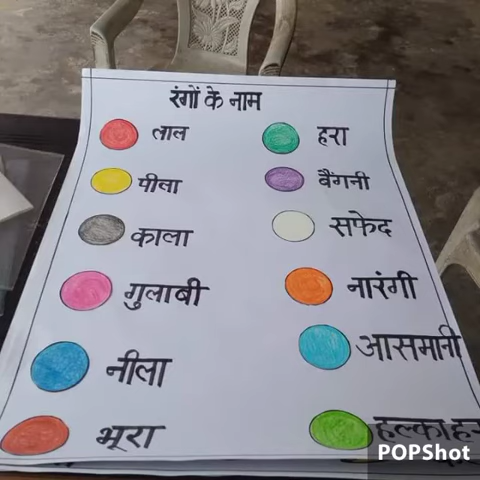 रंगों के नाम
लाल
हरा
पीला
बैंगनी
काला
सफेद
गुलाबी
नारंगी
नीला
आसमानी
भूरा
POPShot